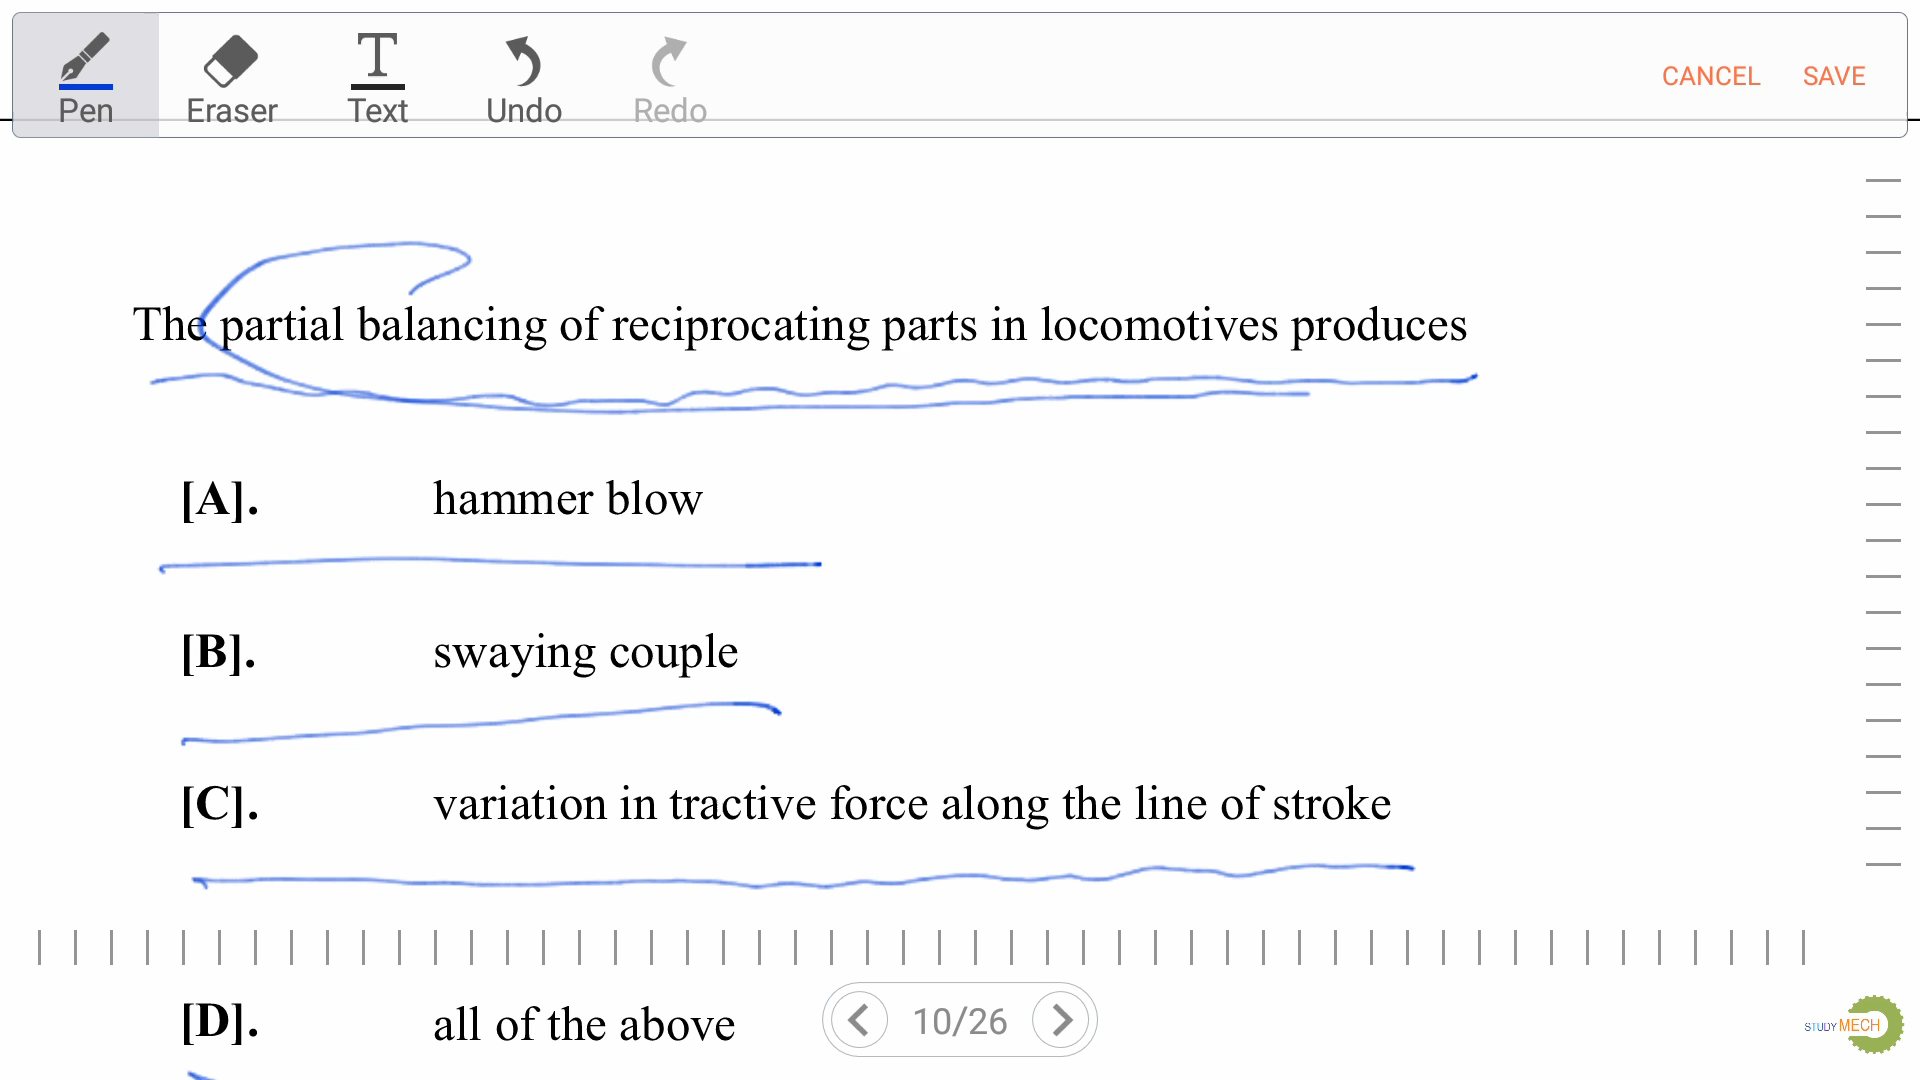 Pen Eraser Text Undo Redo CANCEL SAVE
The partial balancing of reciprocating parts in locomotives produces
[A]. hammer blow
[B]. swaying couple
[C]. variation in tractive force along the line of stroke
[D]. all of the above
10/26
STUDY MECH